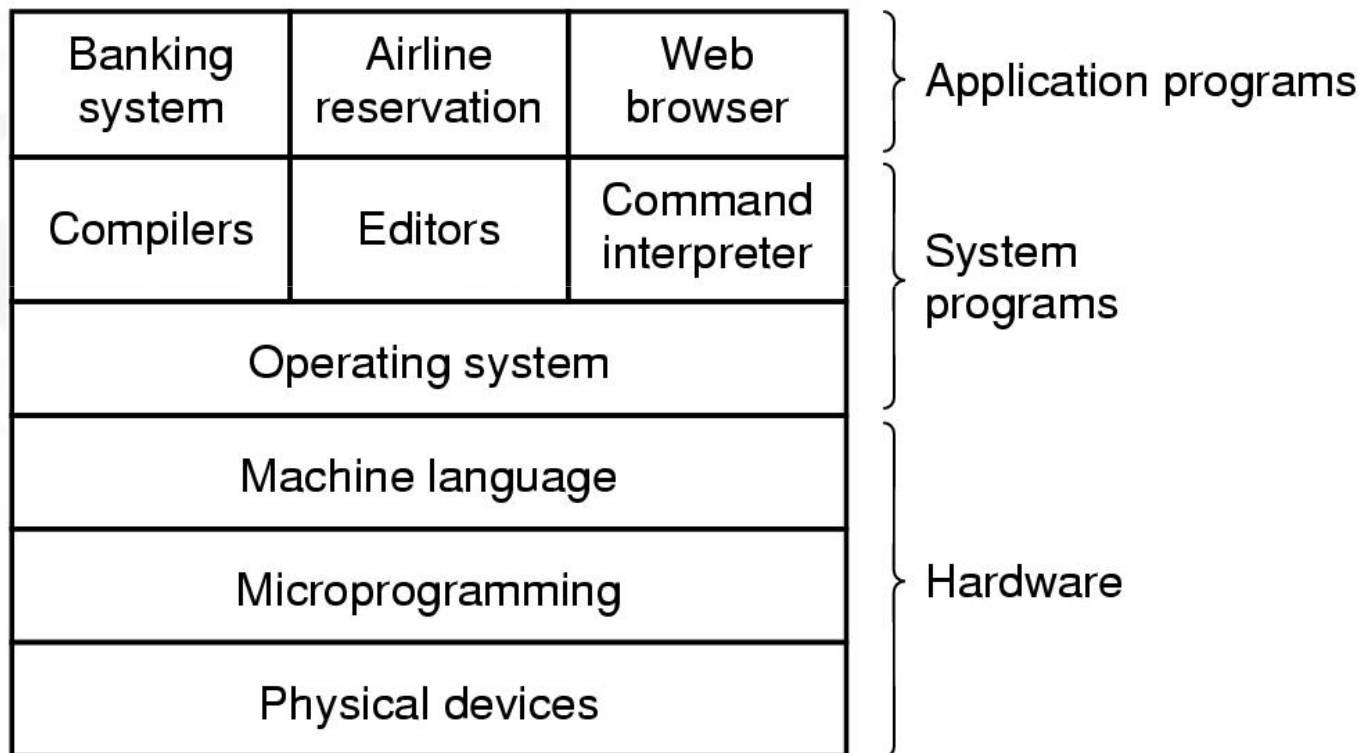 Banking
system
Airline
reservation
Web
browser
Application programs
Compilers
Editors
Command
interpreter
System
programs
Operating system
Machine language
Microprogramming
Hardware
Physical devices